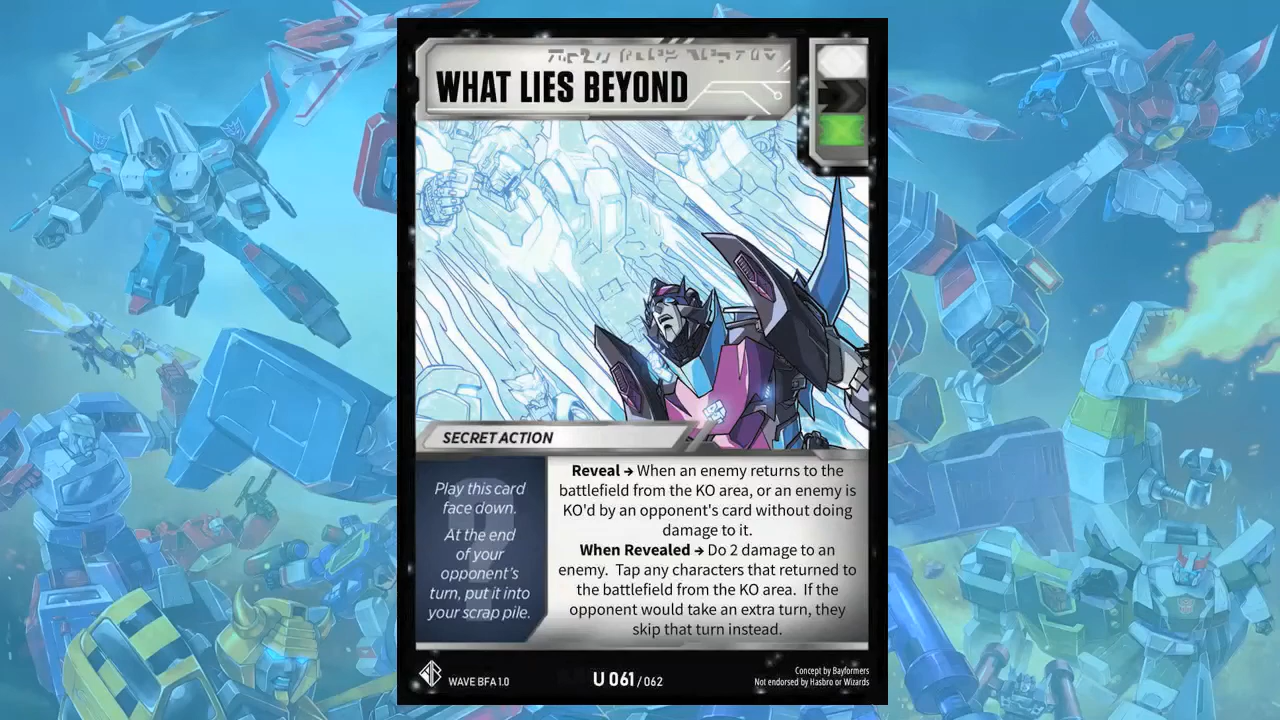 WHAT LIES BEYOND
SECRET ACTION
Play this card
face down.
At the end
of your
opponent's
turn, put it into
your scrap pile.
Reveal → When an enemy returns to the
battlefield from the KO area, or an enemy is
KO'd by an opponent's card without doing
damage to it.
When Revealed → Do 2 damage to an
enemy. Tap any characters that returned to
the battlefield from the KO area. If the
opponent would take an extra turn, they
skip that turn instead.
WAVE BFA 1.0
U 061 / 062
Concept by Bayformers
Not endorsed by Hasbro or Wizards